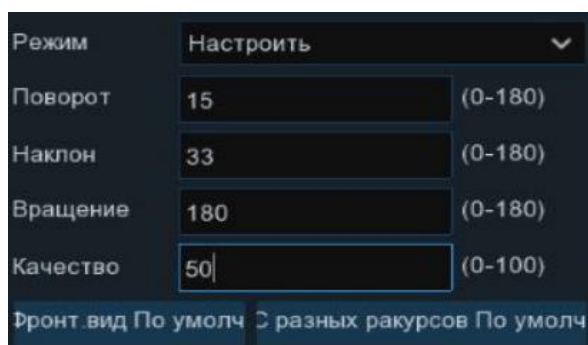 Режим Настроить
Поворот 15 (0-180)
Наклон 33 (0-180)
Вращение 180 (0-180)
Качество 50 (0-100)
Фронт.вид По умолч С разных ракурсов По умолч